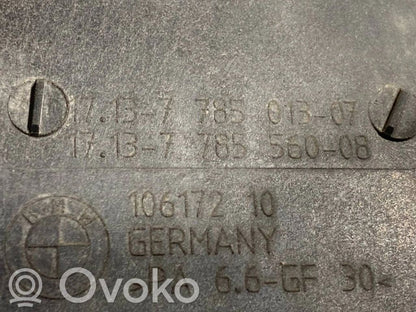 17.13-7 785 013-07
17.13-7 785 560-08
BMW
106172 10
GERMANY
6.6-GF 30<
Ovoko